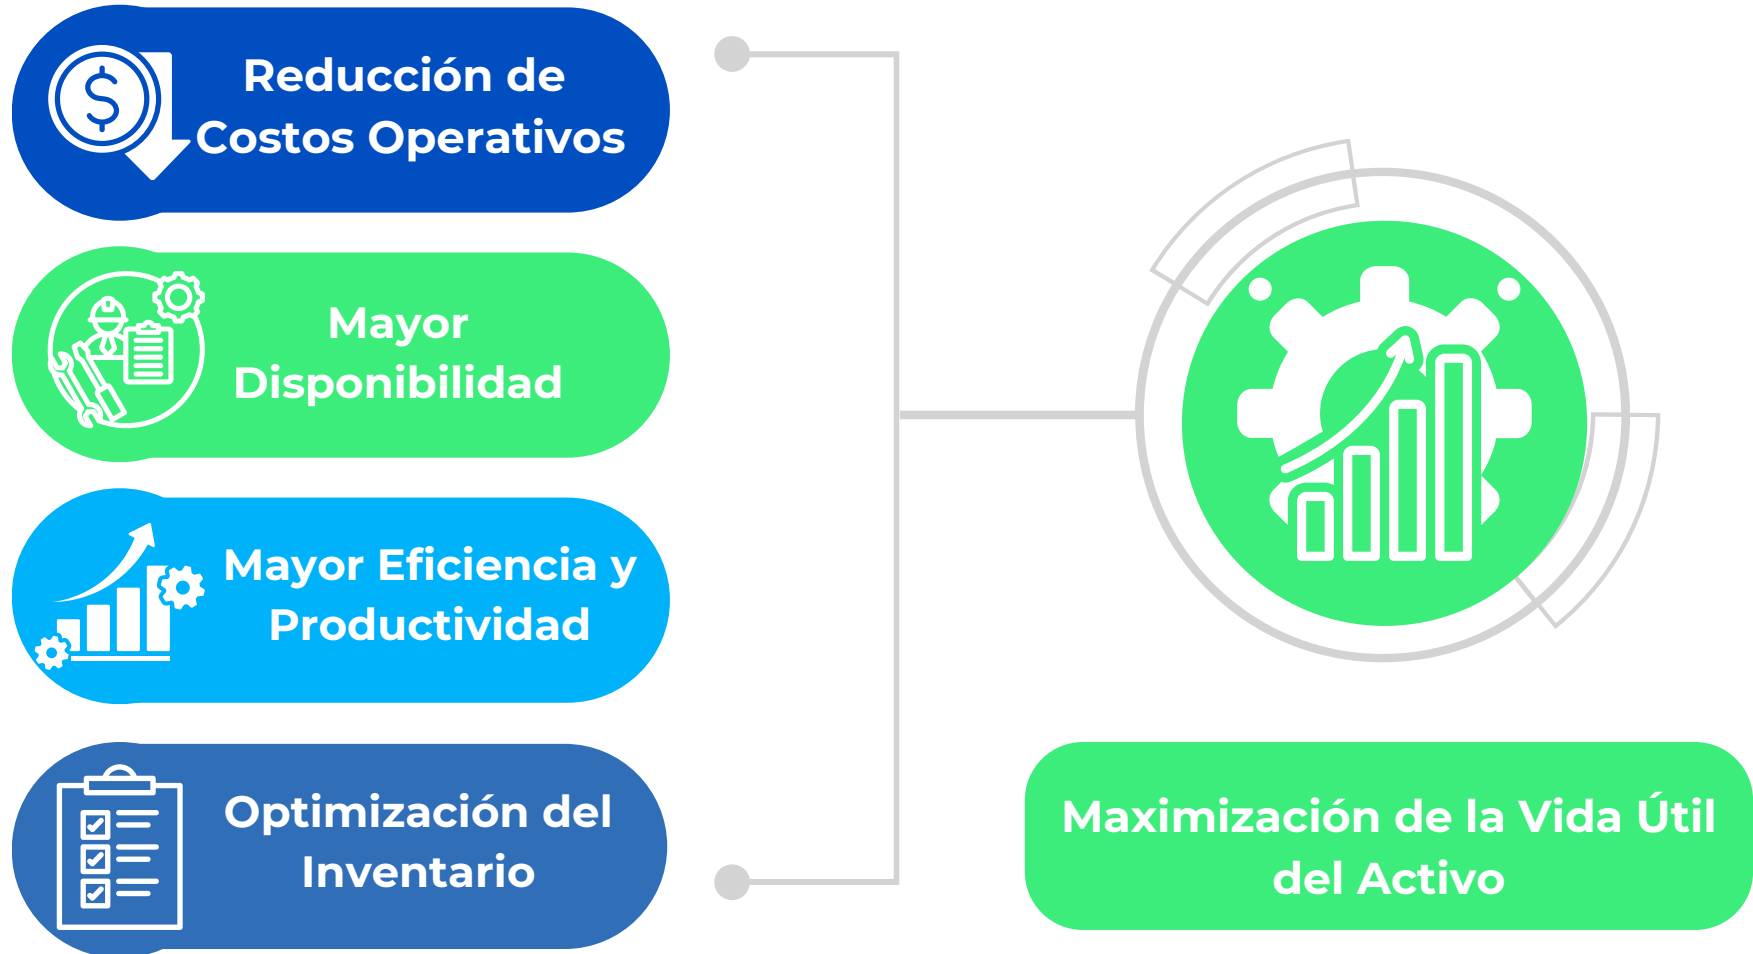 Reducción de
Costos Operativos
Mayor
Disponibilidad
Mayor Eficiencia y
Productividad
Optimización del
Inventario
Maximización de la Vida Útil
del Activo